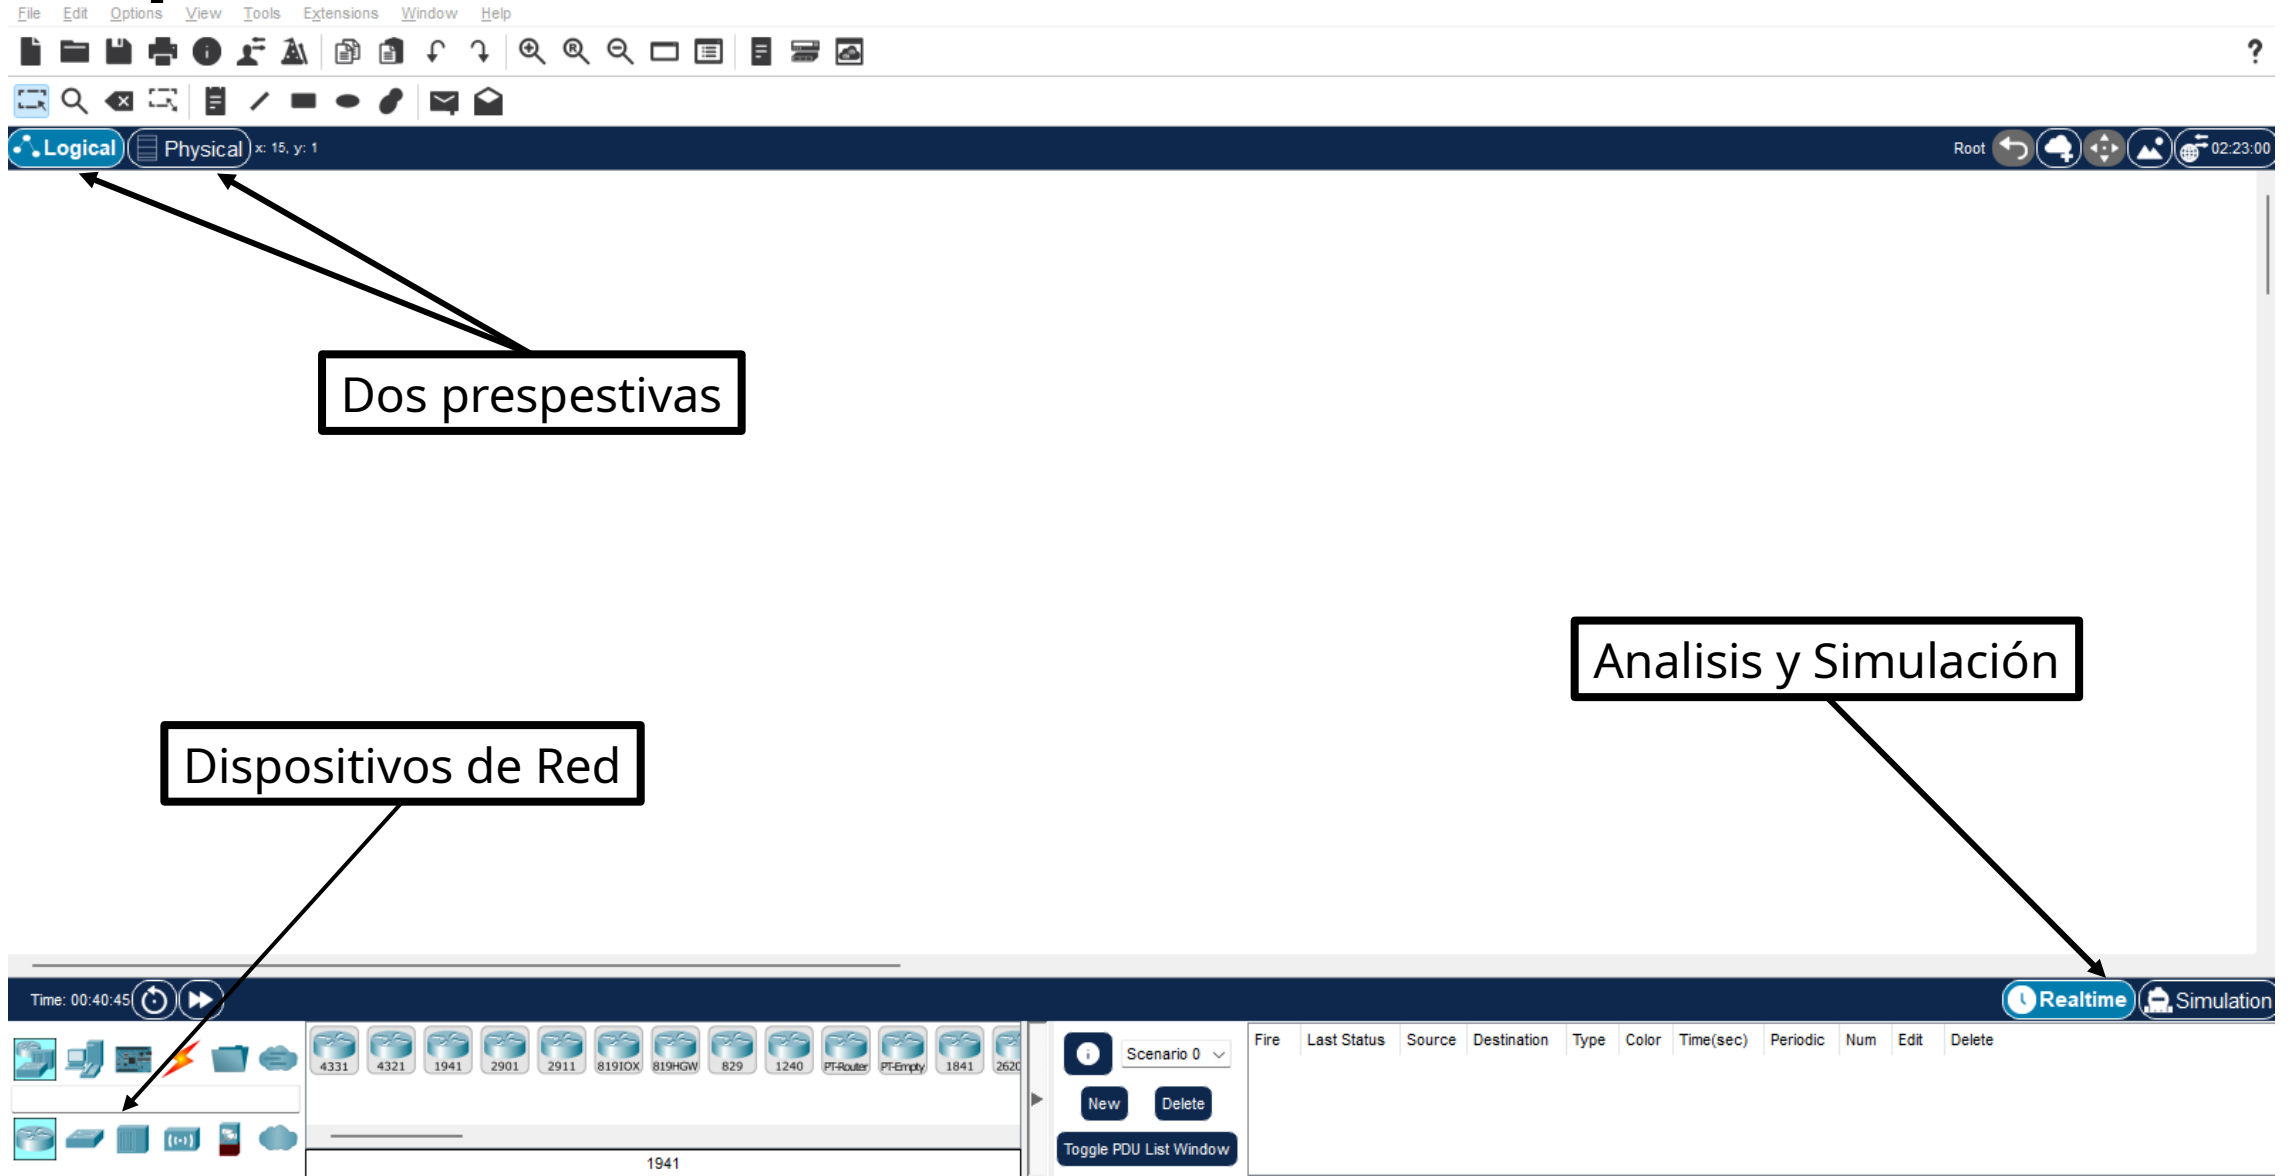 File Edit Options View Tools Extensions Window Help
Logical Physical x: 15, y: 1 Root 02:23:00
Dos prespestivas
Analisis y Simulación
Dispositivos de Red
Time: 00:40:45 Realtime Simulation
4331 4321 1941 2901 2911 819IOX 819HGW 829 1240 PT-Router PT-Empty 1841 262
Scenario 0
Fire Last Status Source Destination Type Color Time(sec) Periodic Num Edit Delete
New Delete
Toggle PDU List Window
1941